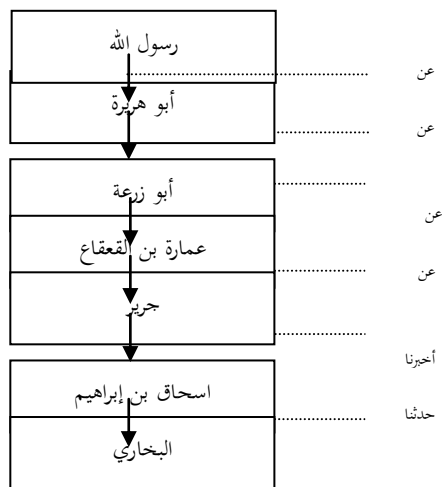 رسول الله
عن
أبو هريرة
عن
أبو زرعة
عن
عمارة بن القعقاع
عن
جرير
أخبرنا
اسحاق بن إبراهيم
حدثنا
البخاري